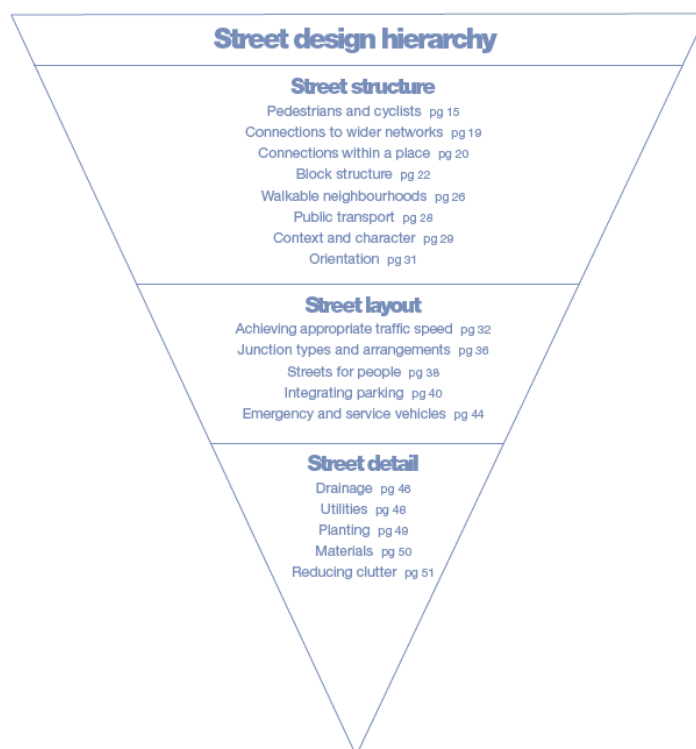 Street design hierarchy
Street structure
Pedestrians and cyclists pg 15
Connections to wider networks pg 19
Connections within a place pg 20
Block structure pg 22
Walkable neighbourhoods pg 26
Public transport pg 28
Context and character pg 29
Orientation pg 31
Street layout
Achieving appropriate traffic speed pg 32
Junction types and arrangements pg 36
Streets for people pg 38
Integrating parking pg 40
Emergency and service vehicles pg 44
Street detail
Drainage pg 46
Utilities pg 48
Planting pg 49
Materials pg 50
Reducing clutter pg 51